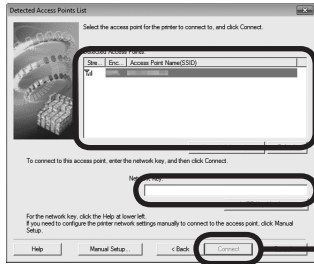 Detected Access Points List
Select the access point for the printer to connect to, and click Connect.
Detected Access Points:
Stre... Enc... Access Point Name(SSID)
To connect to this access point, enter the network key, and then click Connect.
Network Key:
For the network key, click the Help at lower left.
If you need to configure the printer network settings manually to connect to the access point, click Manual
Setup.
Help Manual Setup... < Back Connect